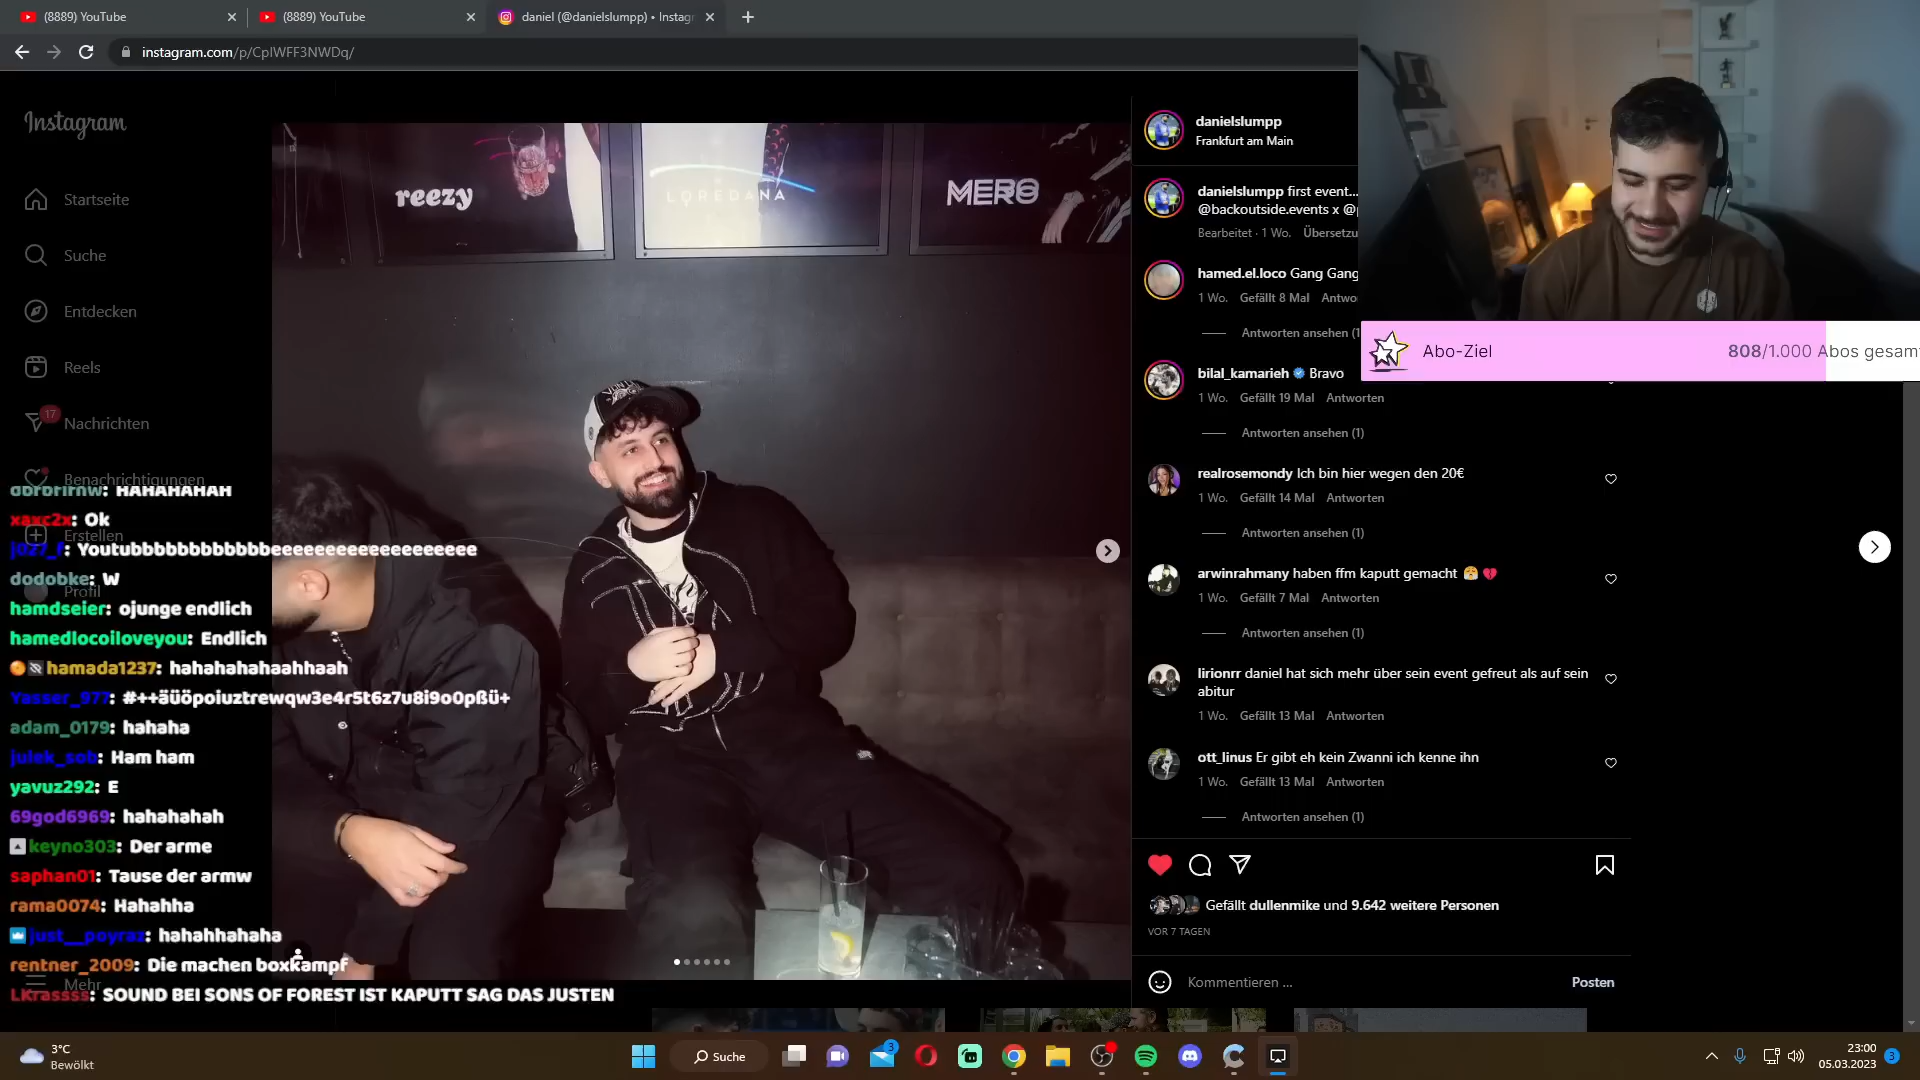 (8889) YouTube
(8889) YouTube
daniel (@danielslumpp) • Instagr
instagram.com/p/CpIWFF3NWDq/
Instagram
Startseite
Suche
Entdecken
Reels
17
Nachrichten
Benachrichtigungen
Erstellen
Profil
Mehr
reezy
LOREDANA
MERO
HAHAHAHAH
xaxc2x: Ok
j027_f: Youtubbbbbbbbbbbbbeeeeeeeeeeeeeeeeeee
dodobke: W
hamdseier: ojunge endlich
hamedlocoiloveyou: Endlich
hamada1237: hahahahahaahhaah
Yasser_977: #++äüöpoiuztrewqw3e4r5t6z7u8i9o0pßü+
adam_0179: hahaha
julek_sob: Ham ham
yavuz292: E
69god6969: hahahahah
keyno303: Der arme
saphan01: Tause der armw
rama0074: Hahahha
just__poyraz: hahahhahaha
rentner_2009: Die machen boxkampf
LKrassss: SOUND BEI SONS OF FOREST IST KAPUTT SAG DAS JUSTEN
danielslumpp
Frankfurt am Main
danielslumpp first event...
@backoutside.events x @
Bearbeitet · 1 Wo. Übersetzu
hamed.el.loco Gang Gang
1 Wo. Gefällt 8 Mal Antwo
Antworten ansehen (1
bilal_kamarieh Bravo
1 Wo. Gefällt 19 Mal Antworten
Antworten ansehen (1)
realrosemondy Ich bin hier wegen den 20€
1 Wo. Gefällt 14 Mal Antworten
Antworten ansehen (1)
arwinrahmany haben ffm kaputt gemacht 😤💔
1 Wo. Gefällt 7 Mal Antworten
Antworten ansehen (1)
lirionrr daniel hat sich mehr über sein event gefreut als auf sein
abitur
1 Wo. Gefällt 13 Mal Antworten
ott_linus Er gibt eh kein Zwanni ich kenne ihn
1 Wo. Gefällt 13 Mal Antworten
Antworten ansehen (1)
Gefällt dullenmike und 9.642 weitere Personen
VOR 7 TAGEN
Kommentieren ...
Posten
Abo-Ziel
808/1.000 Abos gesamt
3°C
Bewölkt
Suche
3
23:00
05.03.2023
3